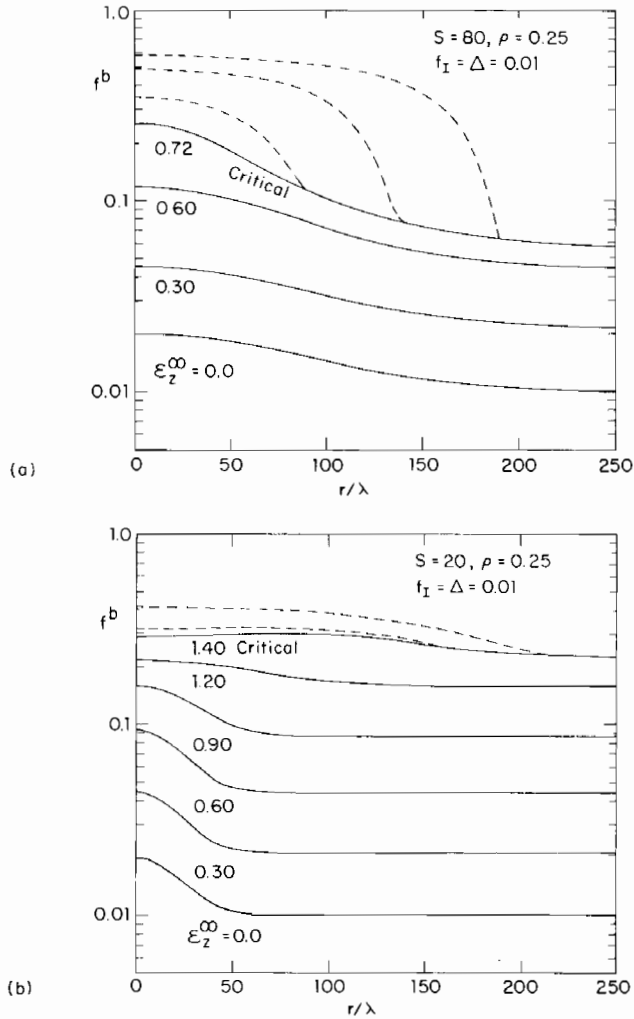 1.0
S = 80, ρ = 0.25
f_I = Δ = 0.01
f^b
0.72
Critical
0.1
0.60
0.30
ε_z^∞ = 0.0
0.01
0 50 100 150 200 250
(a)
r/λ
1.0
S = 20, ρ = 0.25
f_I = Δ = 0.01
f^b
1.40 Critical
1.20
0.1
0.90
0.60
0.30
0.01
ε_z^∞ = 0.0
0 50 100 150 200 250
(b)
r/λ